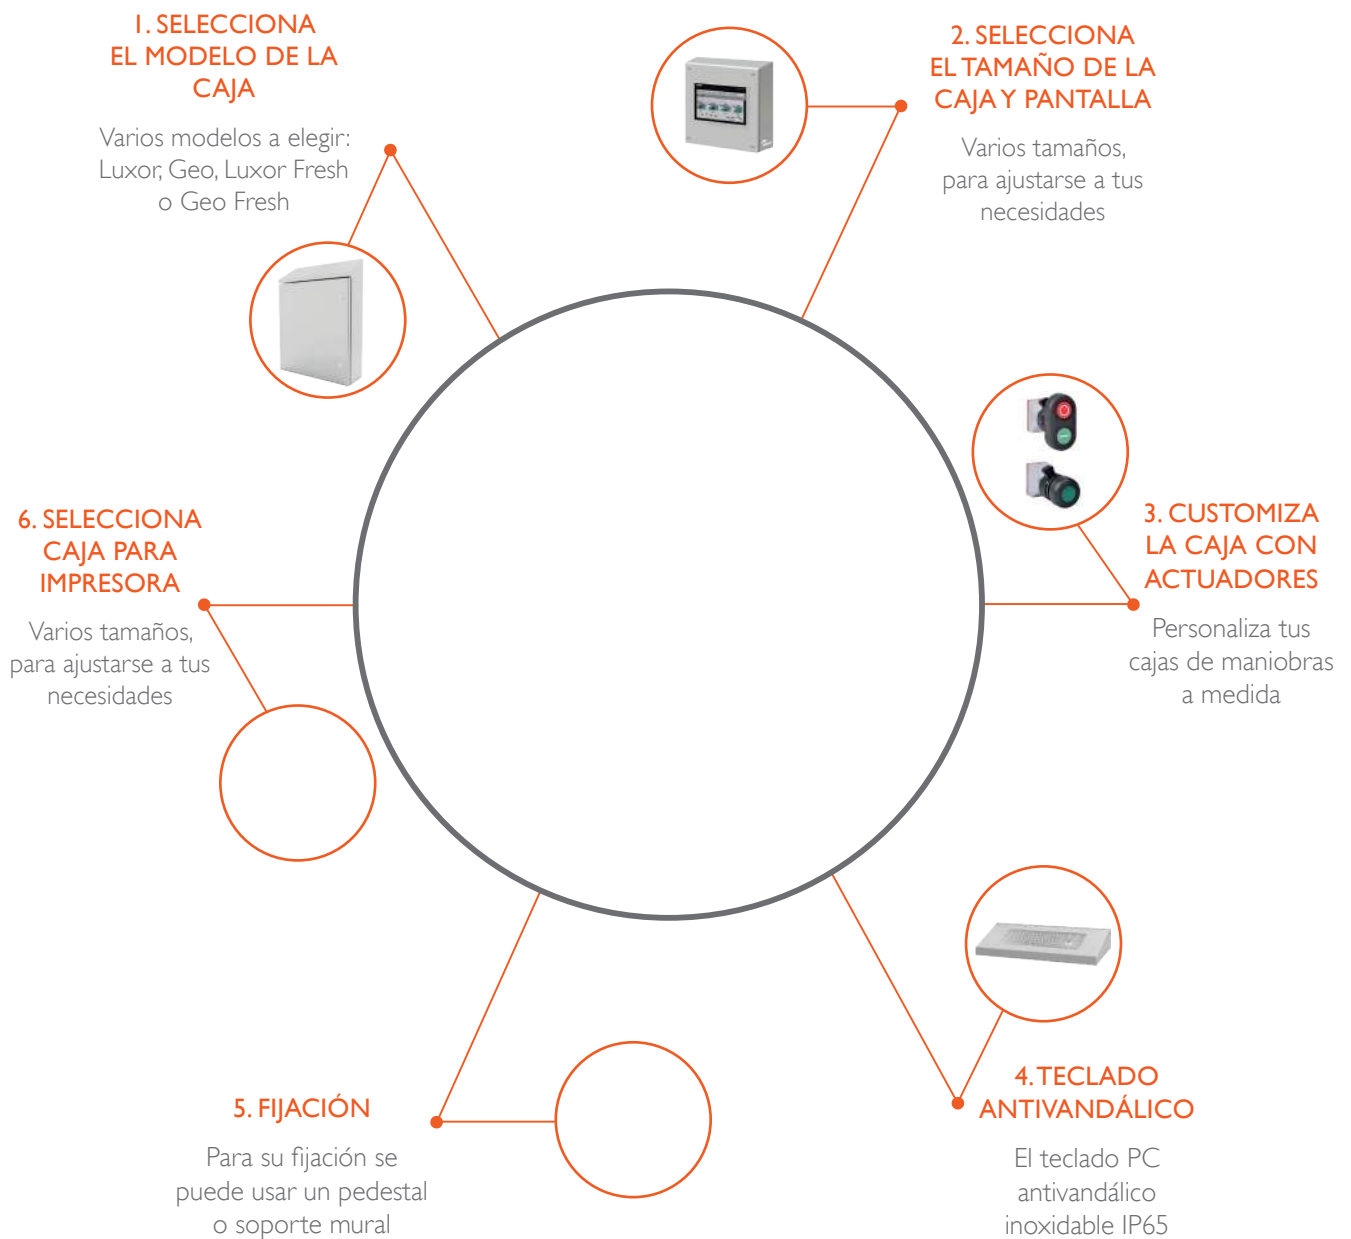 1. SELECCIONA
EL MODELO DE LA
CAJA
Varios modelos a elegir:
Luxor, Geo, Luxor Fresh
o Geo Fresh
2. SELECCIONA
EL TAMAÑO DE LA
CAJA Y PANTALLA
Varios tamaños,
para ajustarse a tus
necesidades
3. CUSTOMIZA
LA CAJA CON
ACTUADORES
Personaliza tus
cajas de maniobras
a medida
4. TECLADO
ANTIVANDÁLICO
El teclado PC
antivandálico
inoxidable IP65
5. FIJACIÓN
Para su fijación se
puede usar un pedestal
o soporte mural
6. SELECCIONA
CAJA PARA
IMPRESORA
Varios tamaños,
para ajustarse a tus
necesidades